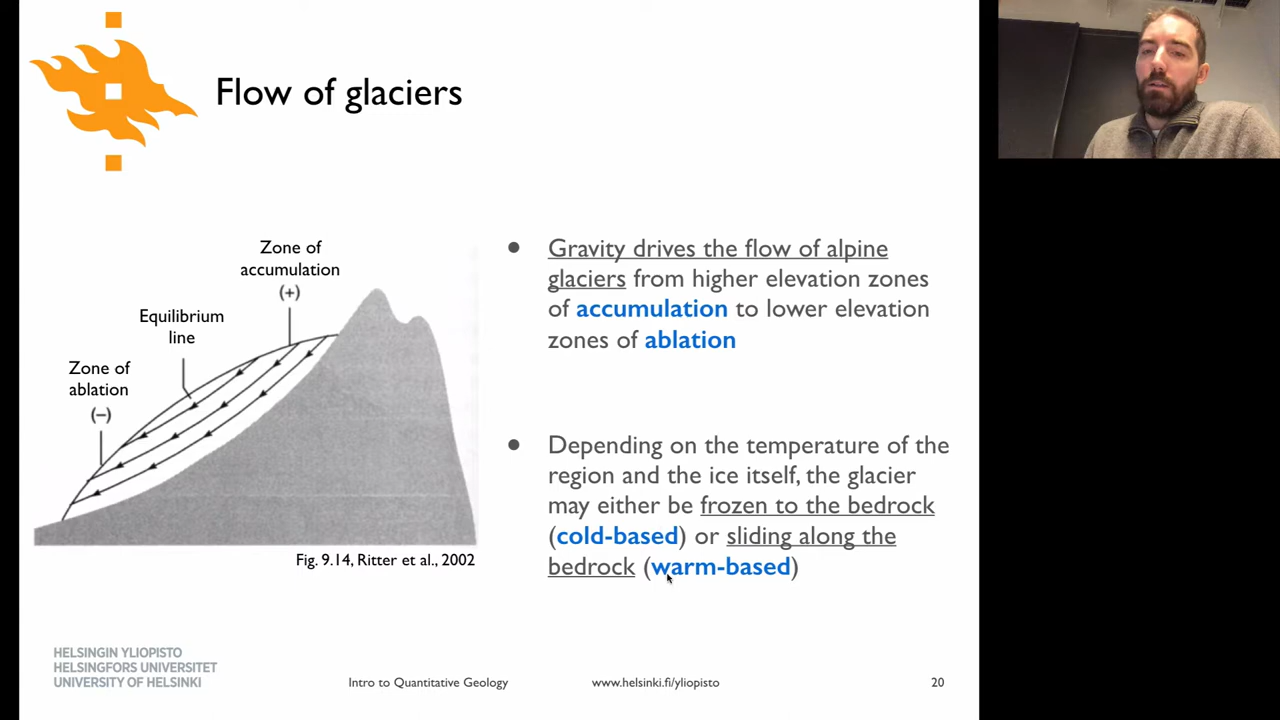 Flow of glaciers
Zone of
accumulation
(+)
Equilibrium
line
Zone of
ablation
(–)
Fig. 9.14, Ritter et al., 2002
● Gravity drives the flow of alpine
glaciers from higher elevation zones
of accumulation to lower elevation
zones of ablation
● Depending on the temperature of the
region and the ice itself, the glacier
may either be frozen to the bedrock
(cold-based) or sliding along the
bedrock (warm-based)
HELSINGIN YLIOPISTO
HELSINGFORS UNIVERSITET
UNIVERSITY OF HELSINKI
Intro to Quantitative Geology
www.helsinki.fi/yliopisto
20